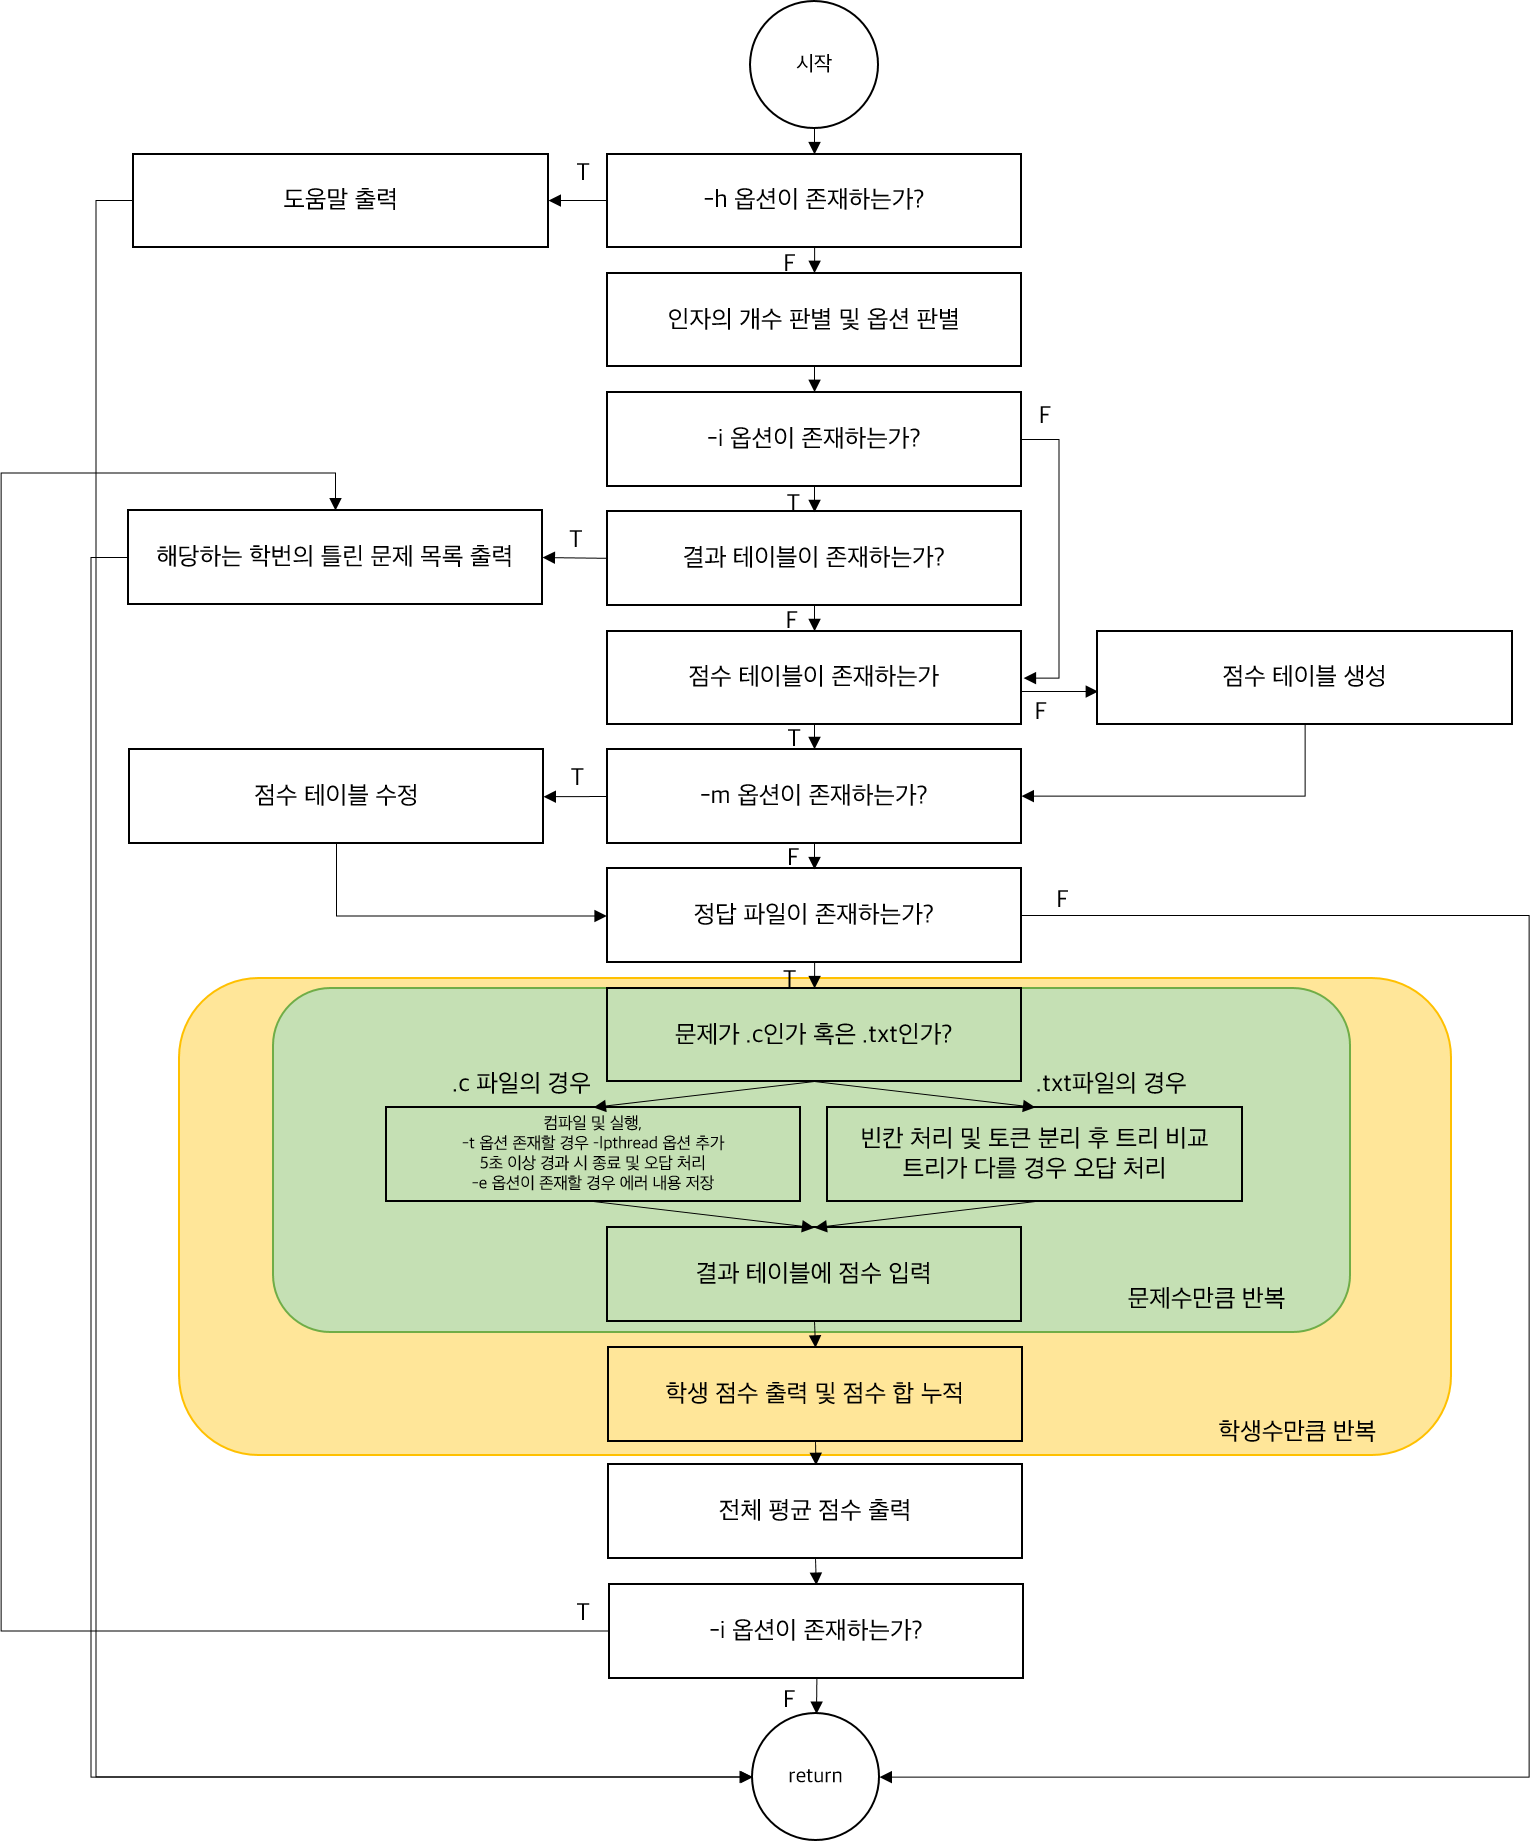 시작
T
도움말 출력
-h 옵션이 존재하는가?
F
인자의 개수 판별 및 옵션 판별
-i 옵션이 존재하는가?
F
T
해당하는 학번의 틀린 문제 목록 출력
T
결과 테이블이 존재하는가?
F
점수 테이블이 존재하는가
점수 테이블 생성
F
T
점수 테이블 수정
T
-m 옵션이 존재하는가?
F
정답 파일이 존재하는가?
F
T
문제가 .c인가 혹은 .txt인가?
.c 파일의 경우
.txt파일의 경우
컴파일 및 실행,
-t 옵션 존재할 경우 -lpthread 옵션 추가
5초 이상 경과 시 종료 및 오답 처리
-e 옵션이 존재할 경우 에러 내용 저장
빈칸 처리 및 토큰 분리 후 트리 비교
트리가 다를 경우 오답 처리
결과 테이블에 점수 입력
문제수만큼 반복
학생 점수 출력 및 점수 합 누적
학생수만큼 반복
전체 평균 점수 출력
T
-i 옵션이 존재하는가?
F
return